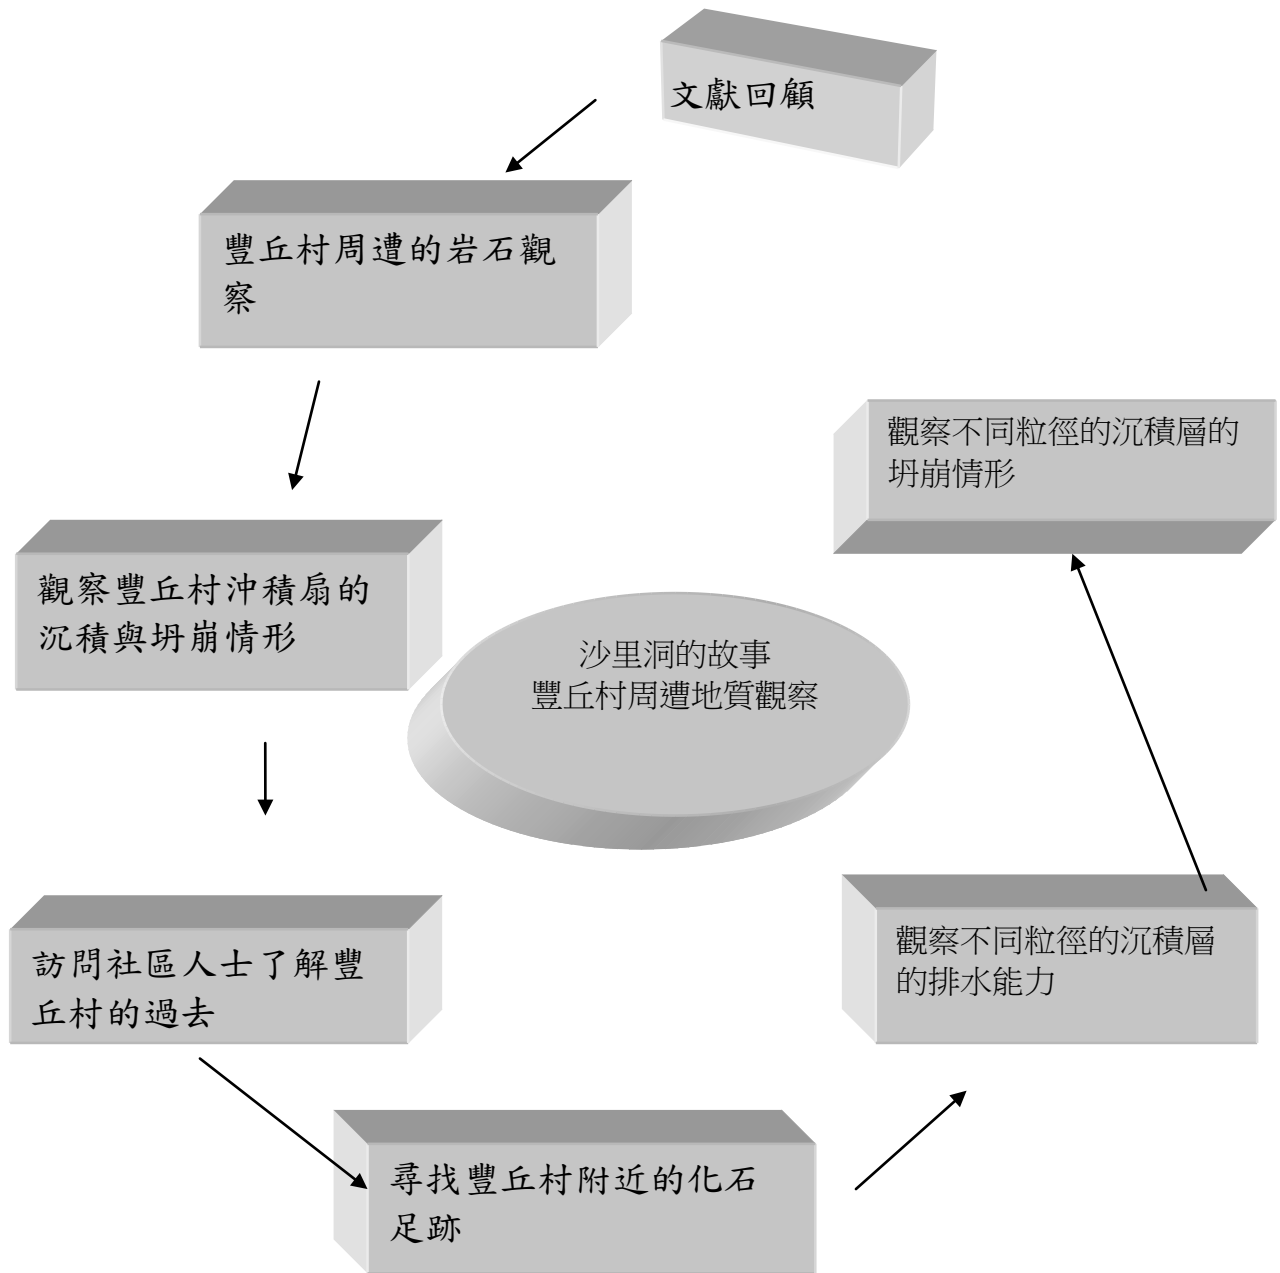 文獻回顧
豐丘村周遭的岩石觀
察
觀察豐丘村沖積扇的
沉積與坍崩情形
訪問社區人士了解豐
丘村的過去
尋找豐丘村附近的化石
足跡
觀察不同粒徑的沉積層
的排水能力
觀察不同粒徑的沉積層的
坍崩情形
沙里洞的故事
豐丘村周遭地質觀察